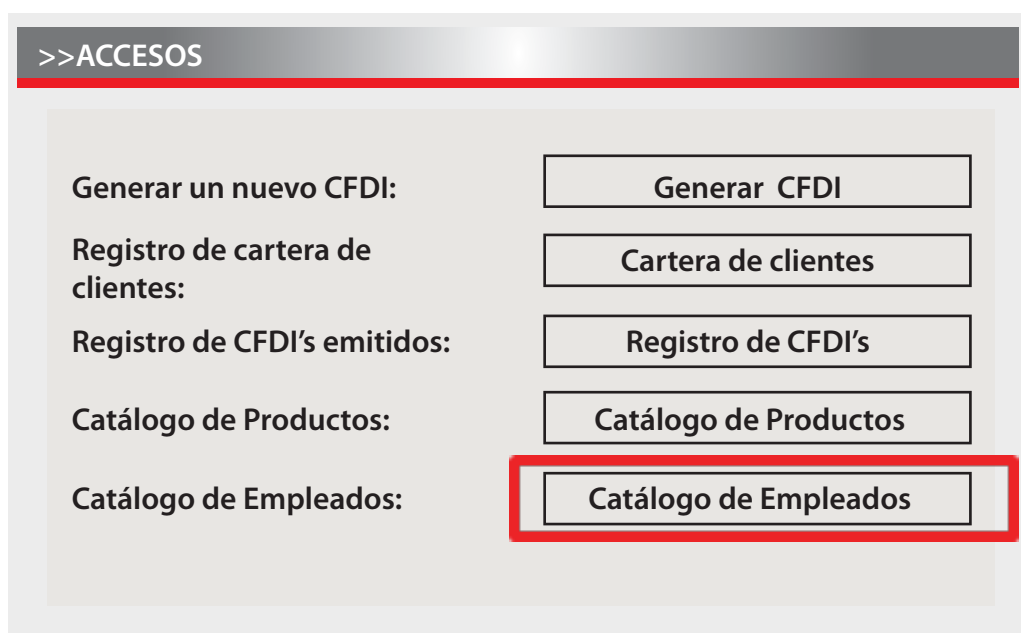 >>ACCESOS
Generar un nuevo CFDI:
Generar CFDI
Registro de cartera de
clientes:
Cartera de clientes
Registro de CFDI’s emitidos:
Registro de CFDI’s
Catálogo de Productos:
Catálogo de Productos
Catálogo de Empleados:
Catálogo de Empleados